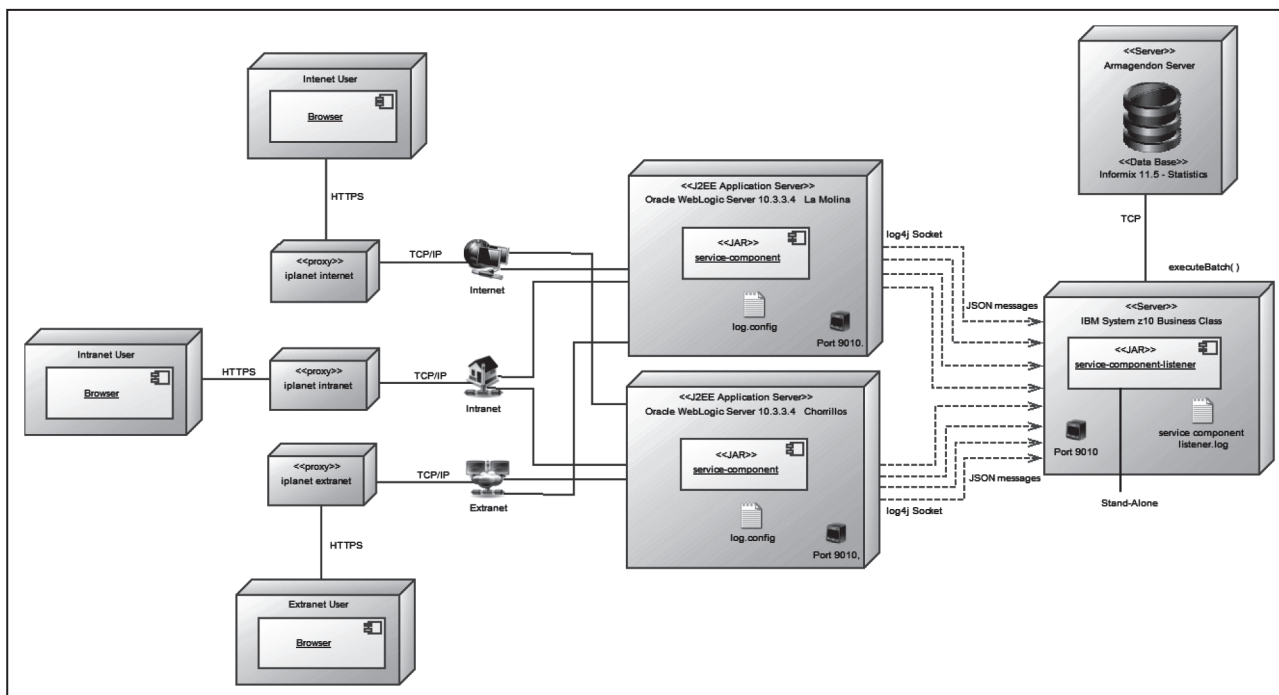 Intenet User
Browser
HTTPS
<<proxy>>
iplanet internet
TCP/IP
Internet
Intranet User
Browser
HTTPS
<<proxy>>
iplanet intranet
TCP/IP
Intranet
<<proxy>>
iplanet extranet
TCP/IP
Extranet
HTTPS
Extranet User
Browser
<<J2EE Application Server>>
Oracle WebLogic Server 10.3.3.4 La Molina
<<JAR>>
service-component
log.config
Port 9010.
<<J2EE Application Server>>
Oracle WebLogic Server 10.3.3.4 Chorrillos
<<JAR>>
service-component
log.config
Port 9010,
log4j Socket
JSON messages
JSON messages
log4j Socket
<<Server>>
Armagendon Server
<<Data Base>>
Informix 11.5 - Statistics
TCP
executeBatch( )
<<Server>>
IBM System z10 Business Class
<<JAR>>
service-component-listener
Port 9010
service component
listener.log
Stand-Alone